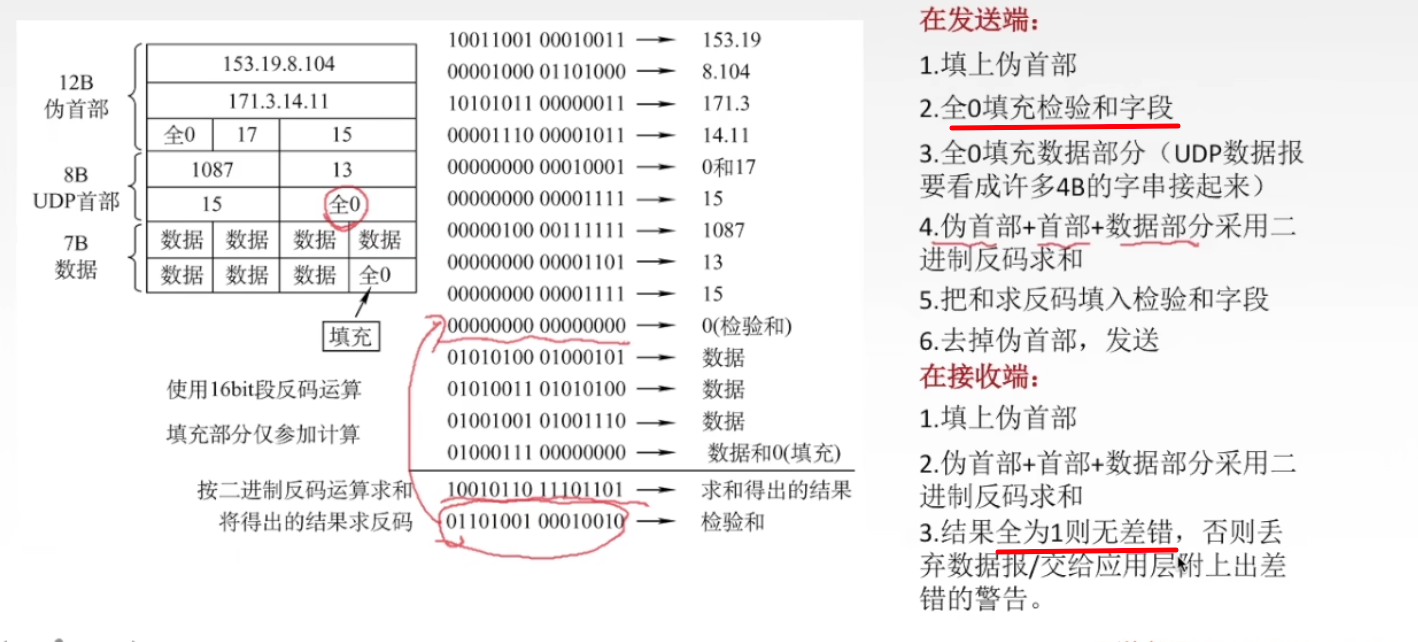 12B
伪首部
153.19.8.104
171.3.14.11
全0 17 15
8B
UDP首部
1087 13
15 全0
7B
数据
数据 数据 数据 数据
数据 数据 数据 全0
填充
使用16bit段反码运算
填充部分仅参加计算
10011001 00010011 → 153.19
00001000 01101000 → 8.104
10101011 00000011 → 171.3
00001110 00001011 → 14.11
00000000 00010001 → 0和17
00000000 00001111 → 15
00000100 00111111 → 1087
00000000 00001101 → 13
00000000 00001111 → 15
00000000 00000000 → 0(检验和)
01010100 01000101 → 数据
01010011 01010100 → 数据
01001001 01001110 → 数据
01000111 00000000 → 数据和0(填充)
按二进制反码运算求和 10010110 11101101 → 求和得出的结果
将得出的结果求反码 01101001 00010010 → 检验和
在发送端：
1.填上伪首部
2.全0填充检验和字段
3.全0填充数据部分（UDP数据报
要看成许多4B的字串接起来）
4.伪首部+首部+数据部分采用二
进制反码求和
5.把和求反码填入检验和字段
6.去掉伪首部，发送
在接收端：
1.填上伪首部
2.伪首部+首部+数据部分采用二
进制反码求和
3.结果全为1则无差错，否则丢
弃数据报/交给应用层附上出差
错的警告。